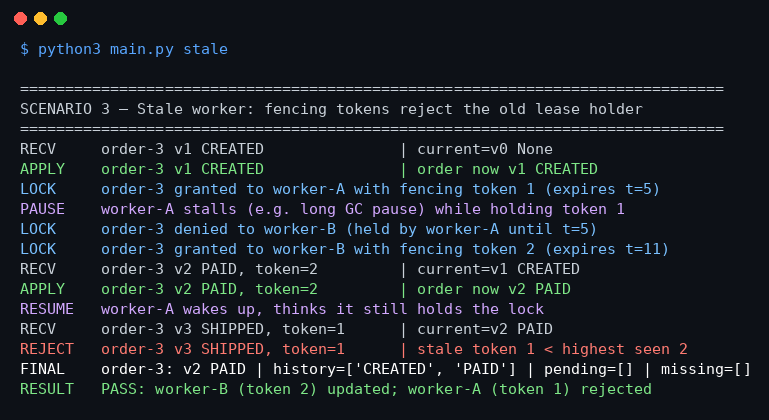 $ python3 main.py stale
==============================================================================
SCENARIO 3 — Stale worker: fencing tokens reject the old lease holder
==============================================================================
RECV     order-3 v1 CREATED               | current=v0 None
APPLY    order-3 v1 CREATED               | order now v1 CREATED
LOCK     order-3 granted to worker-A with fencing token 1 (expires t=5)
PAUSE    worker-A stalls (e.g. long GC pause) while holding token 1
LOCK     order-3 denied to worker-B (held by worker-A until t=5)
LOCK     order-3 granted to worker-B with fencing token 2 (expires t=11)
RECV     order-3 v2 PAID, token=2         | current=v1 CREATED
APPLY    order-3 v2 PAID, token=2         | order now v2 PAID
RESUME   worker-A wakes up, thinks it still holds the lock
RECV     order-3 v3 SHIPPED, token=1      | current=v2 PAID
REJECT   order-3 v3 SHIPPED, token=1      | stale token 1 < highest seen 2
FINAL    order-3: v2 PAID | history=['CREATED', 'PAID'] | pending=[] | missing=[]
RESULT   PASS: worker-B (token 2) updated; worker-A (token 1) rejected